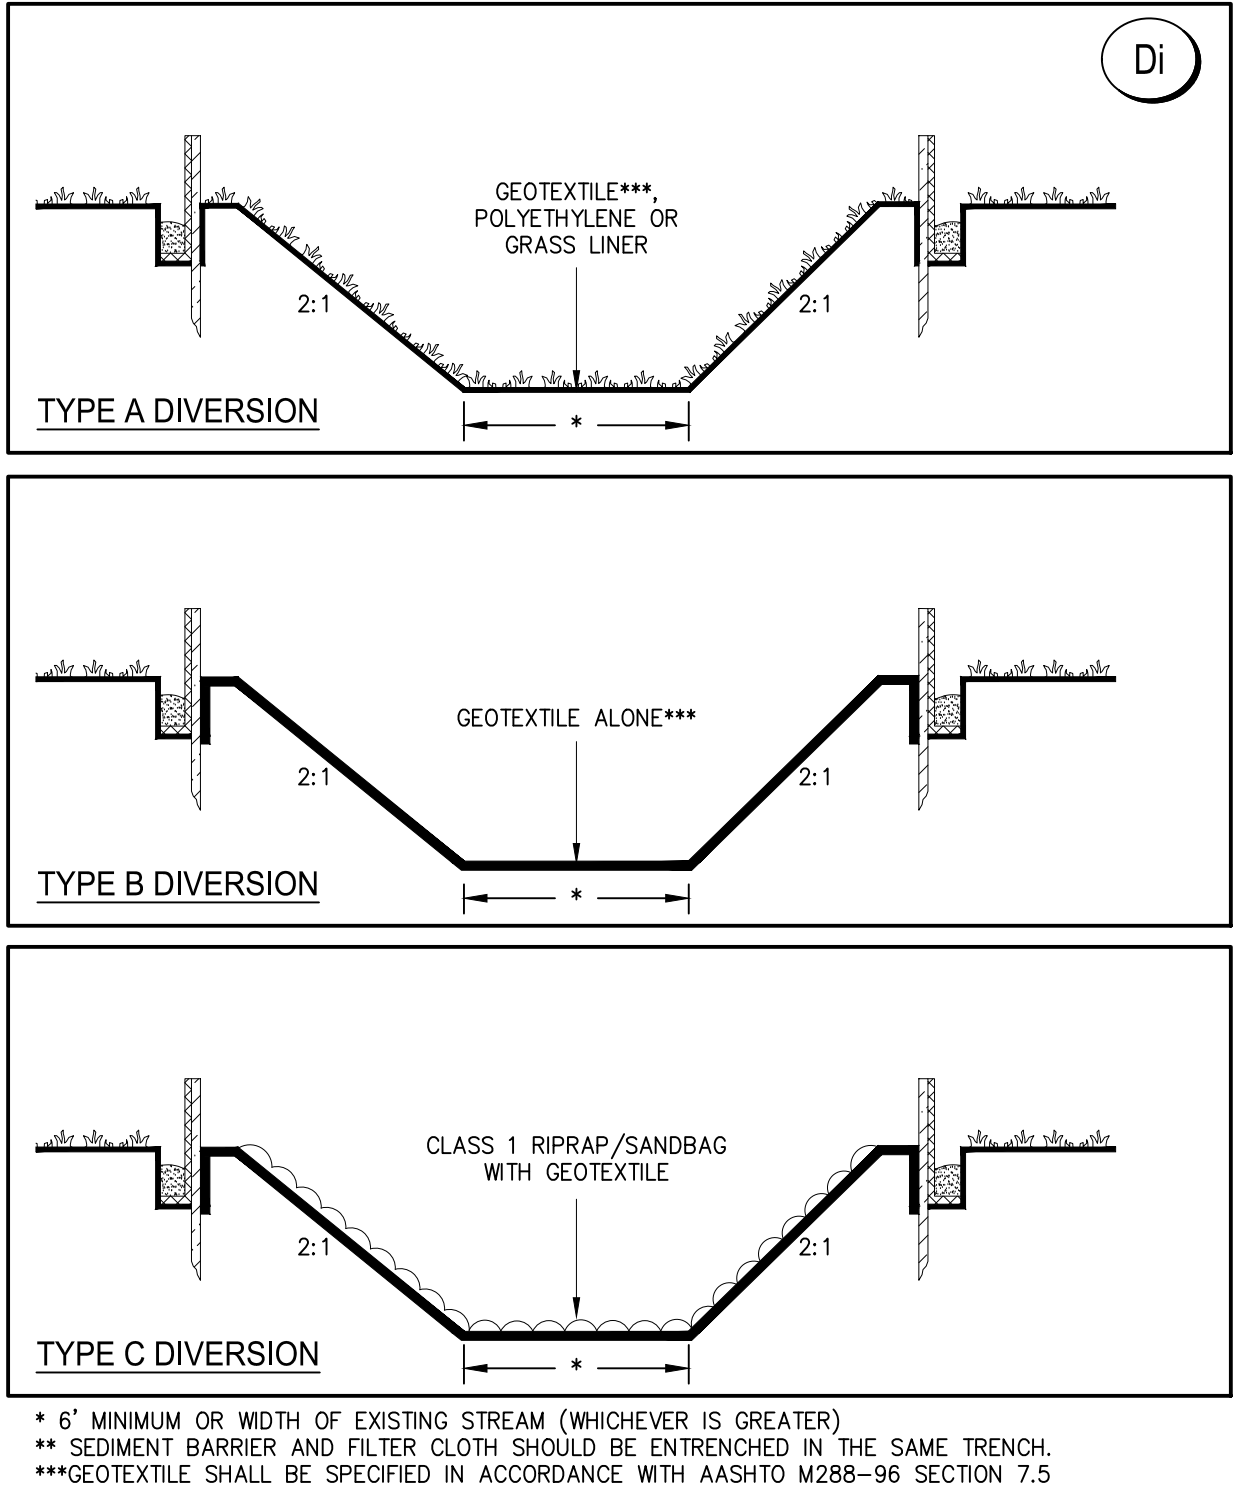 Di
GEOTEXTILE***,
POLYETHYLENE OR
GRASS LINER
2:1
2:1
TYPE A DIVERSION
*
GEOTEXTILE ALONE***
2:1
2:1
TYPE B DIVERSION
*
CLASS 1 RIPRAP/SANDBAG
WITH GEOTEXTILE
2:1
2:1
TYPE C DIVERSION
*
* 6' MINIMUM OR WIDTH OF EXISTING STREAM (WHICHEVER IS GREATER)
** SEDIMENT BARRIER AND FILTER CLOTH SHOULD BE ENTRENCHED IN THE SAME TRENCH.
***GEOTEXTILE SHALL BE SPECIFIED IN ACCORDANCE WITH AASHTO M288-96 SECTION 7.5